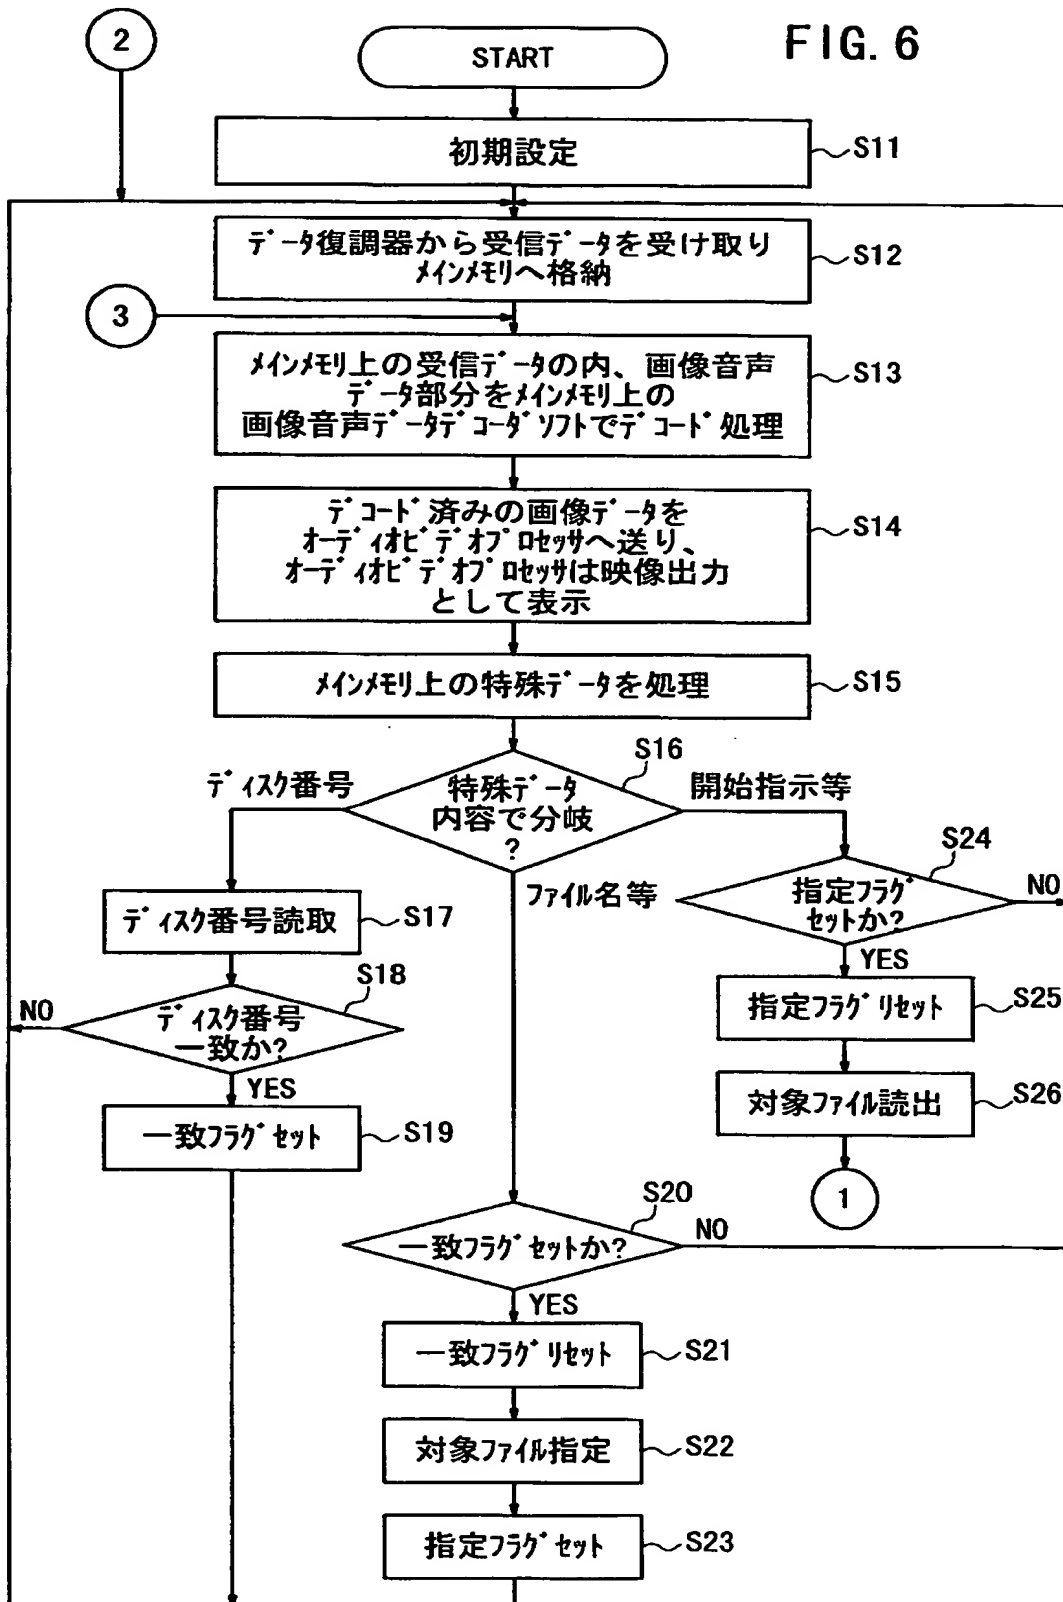 FIG. 6
2
START
初期設定
S11
データ復調器から受信データを受け取り
メインメモリへ格納
S12
3
メインメモリ上の受信データの内、画像音声
データ部分をメインメモリ上の
画像音声データデコーダソフトでデコード処理
S13
デコード済みの画像データを
オーディオビデオプロセッサへ送り、
オーディオビデオプロセッサは映像出力
として表示
S14
メインメモリ上の特殊データを処理
S15
S16
ディスク番号
特殊データ
内容で分岐
?
開始指示等
ファイル名等
S24
指定フラグ
セットか?
NO
YES
ディスク番号読取
S17
S18
NO
ディスク番号
一致か?
YES
指定フラグリセット
S25
対象ファイル読出
S26
一致フラグセット
S19
1
S20
一致フラグセットか?
NO
YES
一致フラグリセット
S21
対象ファイル指定
S22
指定フラグセット
S23